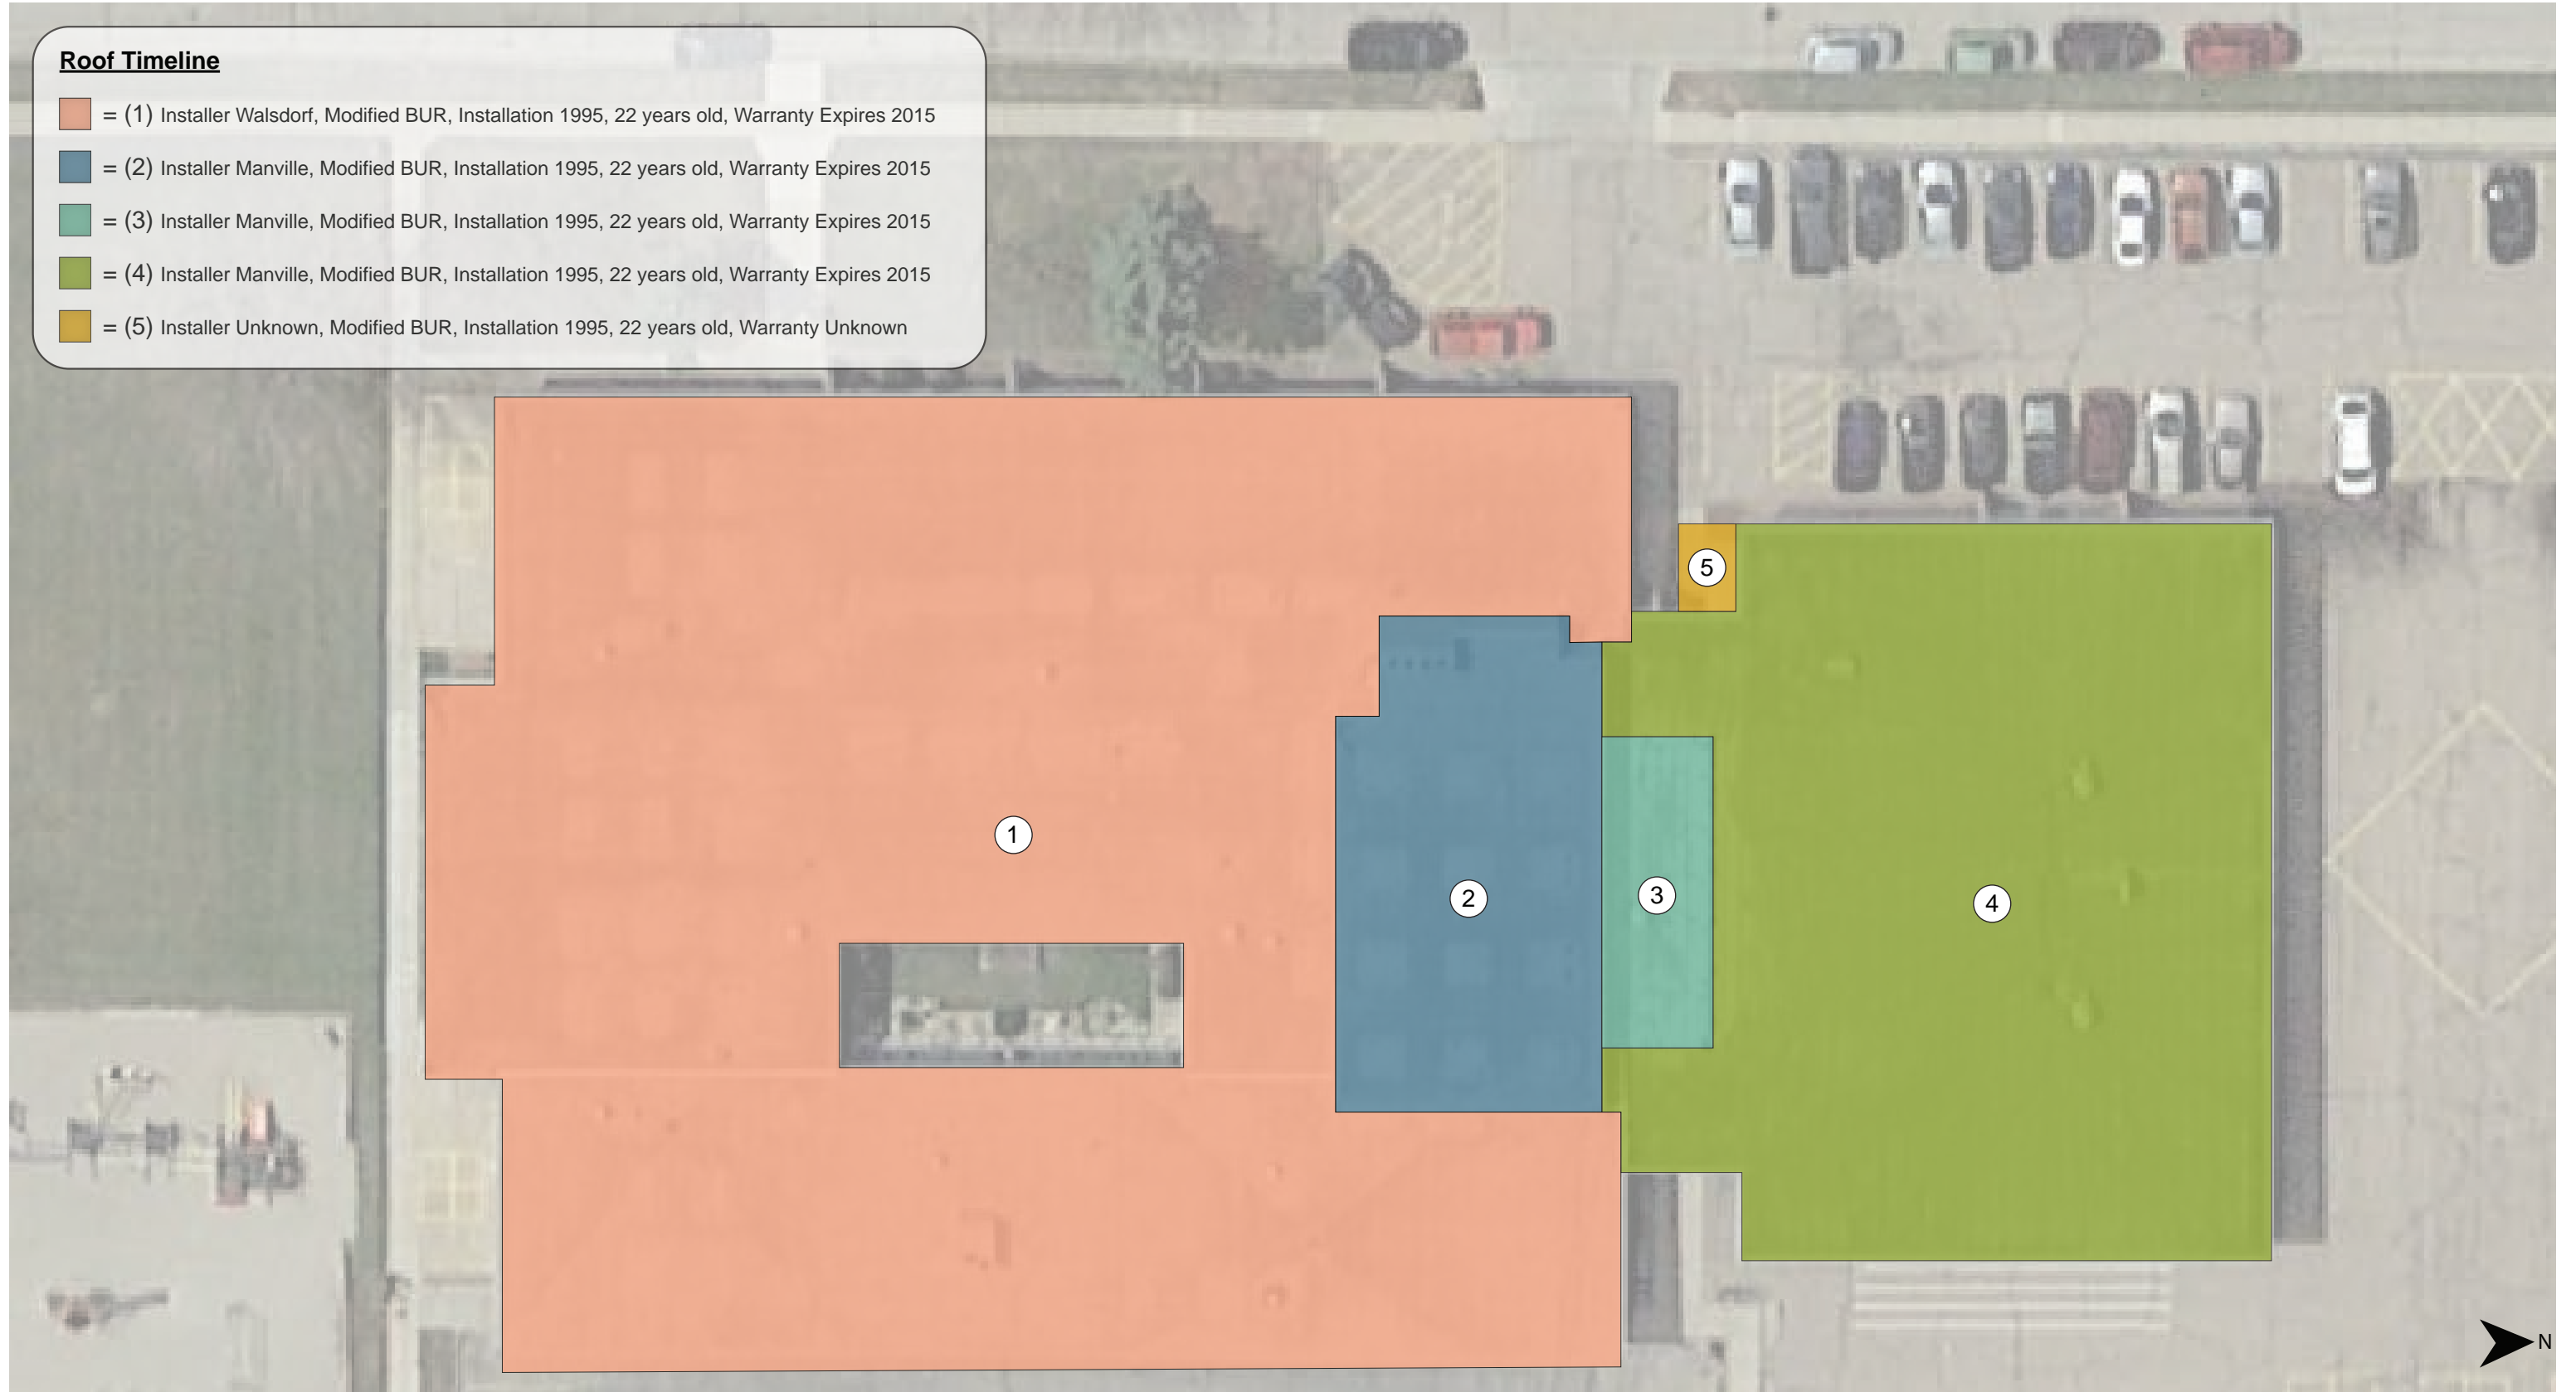 Roof Timeline
= (1) Installer Walsdorf, Modified BUR, Installation 1995, 22 years old, Warranty Expires 2015
= (2) Installer Manville, Modified BUR, Installation 1995, 22 years old, Warranty Expires 2015
= (3) Installer Manville, Modified BUR, Installation 1995, 22 years old, Warranty Expires 2015
= (4) Installer Manville, Modified BUR, Installation 1995, 22 years old, Warranty Expires 2015
= (5) Installer Unknown, Modified BUR, Installation 1995, 22 years old, Warranty Unknown
5
1
2
3
4
N